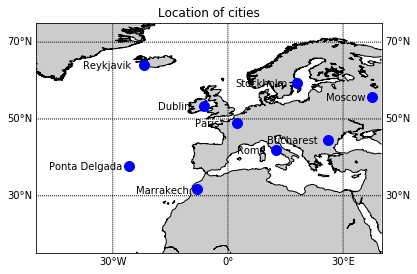 Location of cities
70°N
70°N
Reykjavik
Stockholm
Moscow
Dublin
50°N
50°N
Paris
Bucharest
Rome
Ponta Delgada
30°N
30°N
Marrakech
30°W
0°
30°E